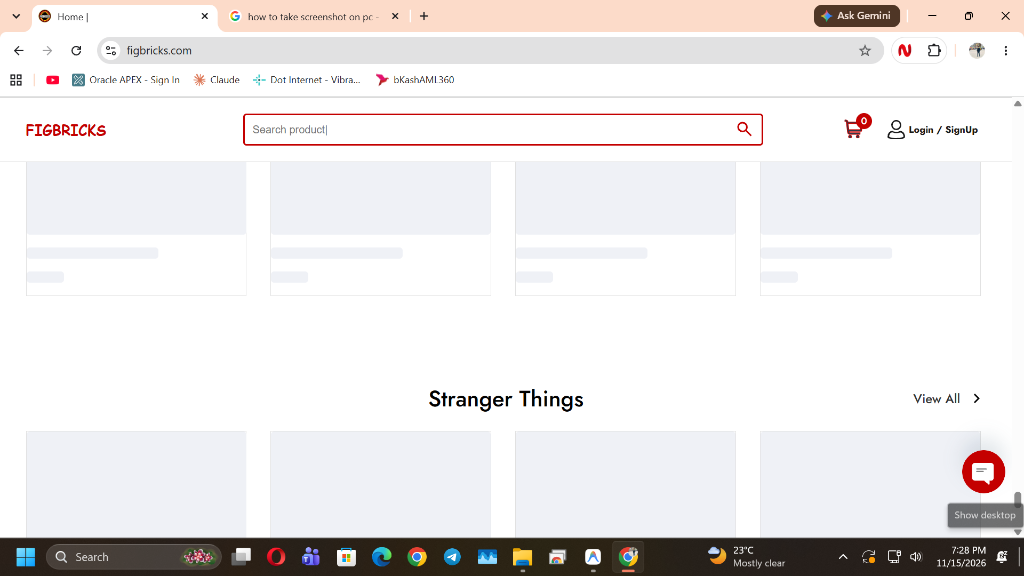 Home |
how to take screenshot on pc -
Ask Gemini
figbricks.com
Oracle APEX - Sign In
Claude
Dot Internet - Vibra...
bKashAML360
FIGBRICKS
Search product|
0
Login / SignUp
Stranger Things
View All
Show desktop
Search
23°C
Mostly clear
7:28 PM
11/15/2026